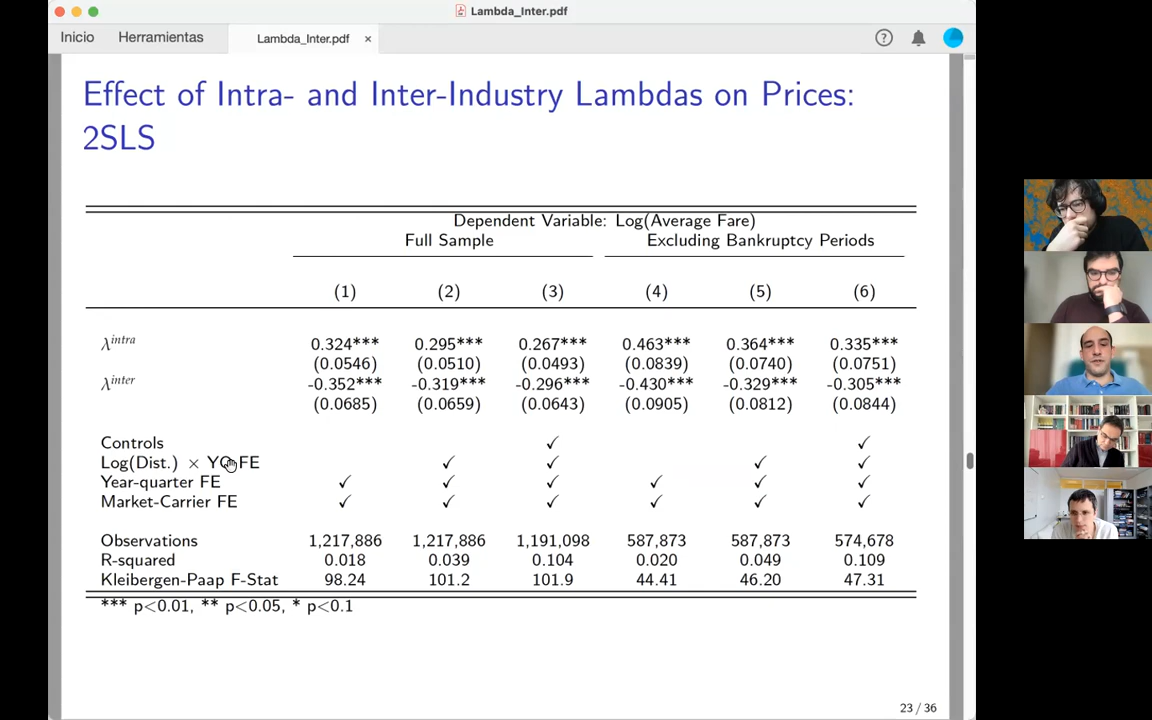 Lambda_Inter.pdf
Inicio Herramientas Lambda_Inter.pdf × ?
Effect of Intra- and Inter-Industry Lambdas on Prices:
2SLS
Dependent Variable: Log(Average Fare)
Full Sample Excluding Bankruptcy Periods
(1) (2) (3) (4) (5) (6)
λ^intra 0.324*** 0.295*** 0.267*** 0.463*** 0.364*** 0.335***
(0.0546) (0.0510) (0.0493) (0.0839) (0.0740) (0.0751)
λ^inter -0.352*** -0.319*** -0.296*** -0.430*** -0.329*** -0.305***
(0.0685) (0.0659) (0.0643) (0.0905) (0.0812) (0.0844)
Controls ✓ ✓
Log(Dist.) × YQ FE ✓ ✓ ✓ ✓
Year-quarter FE ✓ ✓ ✓ ✓ ✓ ✓
Market-Carrier FE ✓ ✓ ✓ ✓ ✓ ✓
Observations 1,217,886 1,217,886 1,191,098 587,873 587,873 574,678
R-squared 0.018 0.039 0.104 0.020 0.049 0.109
Kleibergen-Paap F-Stat 98.24 101.2 101.9 44.41 46.20 47.31
*** p<0.01, ** p<0.05, * p<0.1
23 / 36